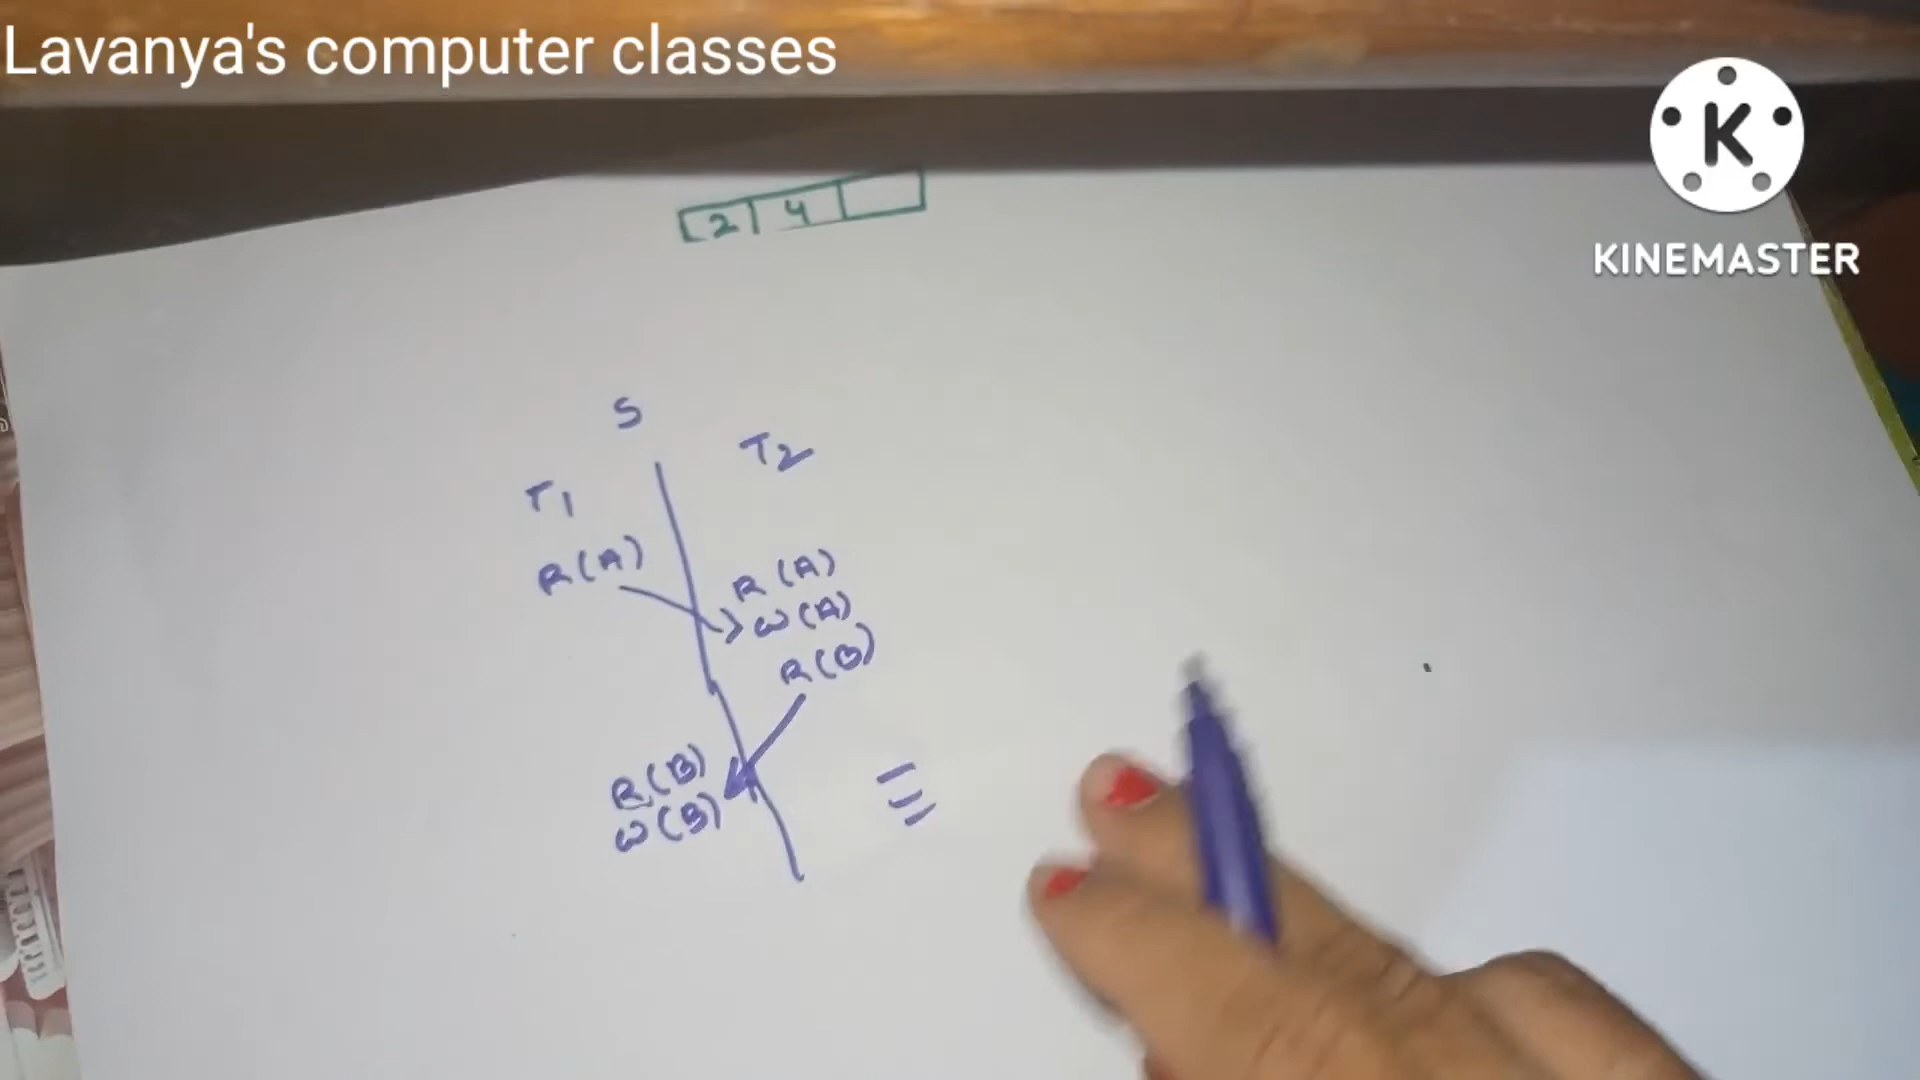 Lavanya's computer classes
K
KINEMASTER
2 4
S
T1 T2
R(A)
R(A)
W(A)
R(B)
R(B)
W(B)